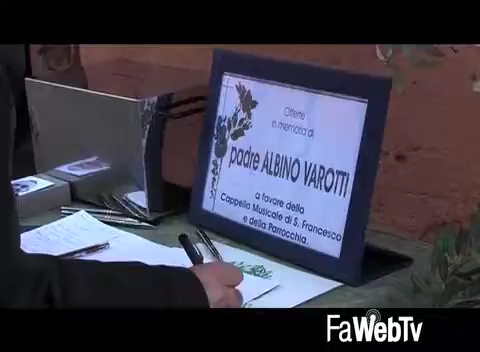 Offerte
in memoria di
padre ALBINO VAROTTI
a favore della
Cappella Musicale di S. Francesco
e della Parrocchia
FaWebTv